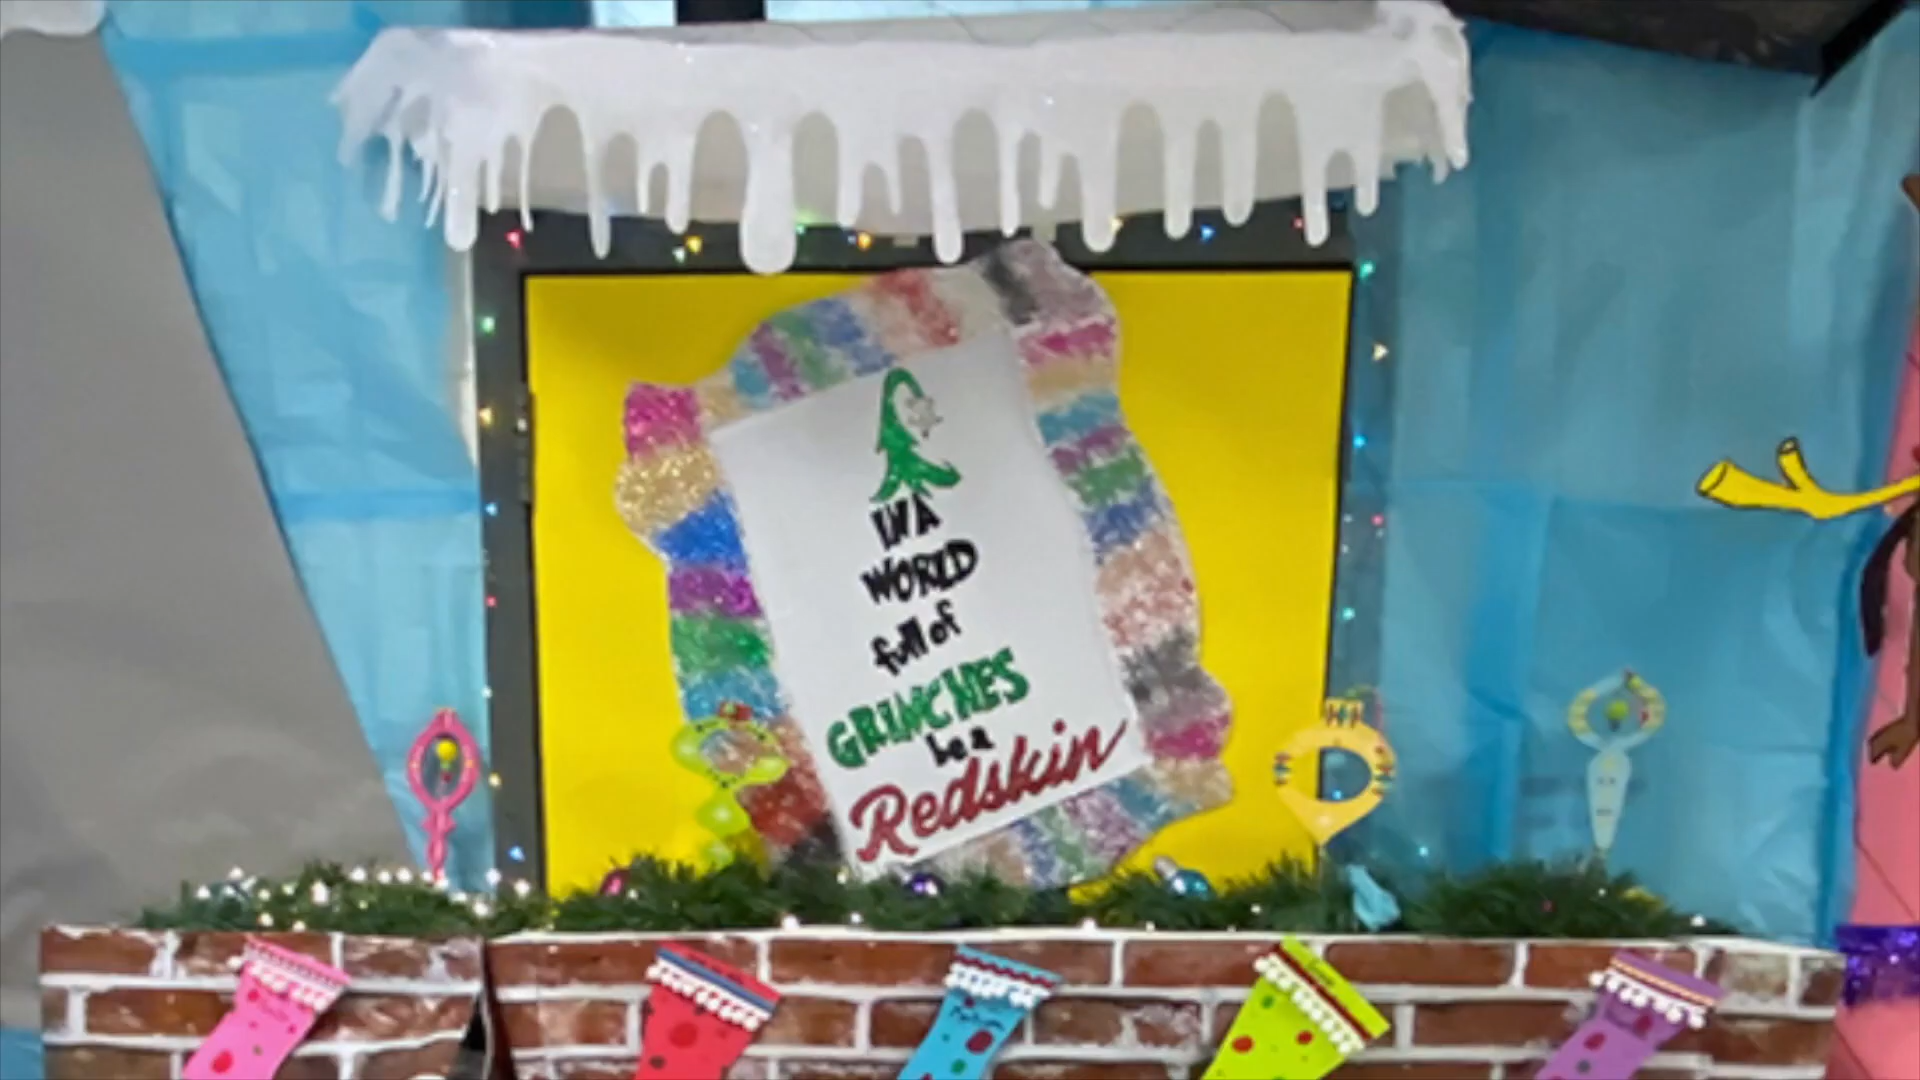 IN A
WORLD
full of
GRINCHES
be a
Redskin